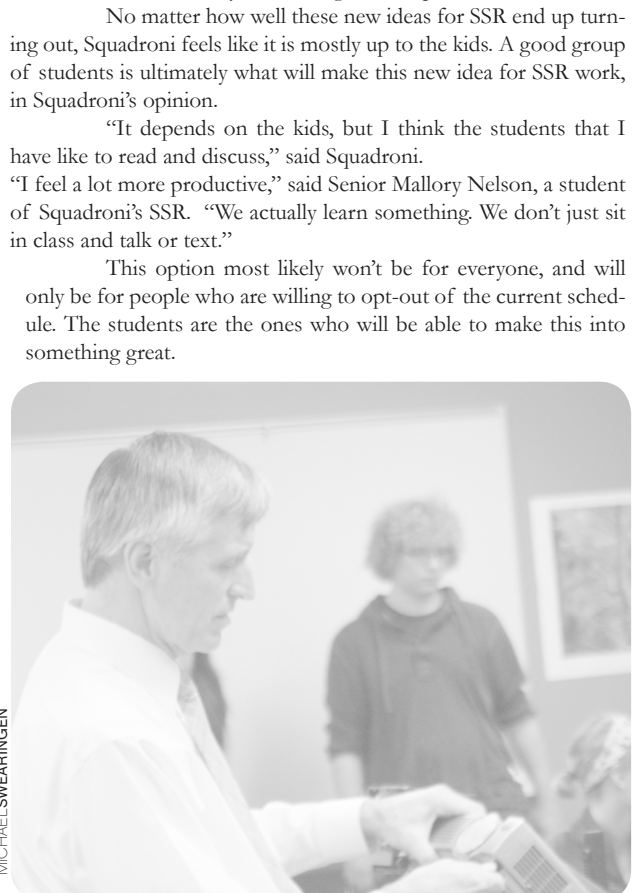 No matter how well these new ideas for SSR end up turn-
ing out, Squadroni feels like it is mostly up to the kids. A good group
of students is ultimately what will make this new idea for SSR work,
in Squadroni’s opinion.
“It depends on the kids, but I think the students that I
have like to read and discuss,” said Squadroni.
“I feel a lot more productive,” said Senior Mallory Nelson, a student
of Squadroni’s SSR. “We actually learn something. We don’t just sit
in class and talk or text.”
This option most likely won’t be for everyone, and will
only be for people who are willing to opt-out of the current sched-
ule. The students are the ones who will be able to make this into
something great.
MICHAELSWEARINGEN